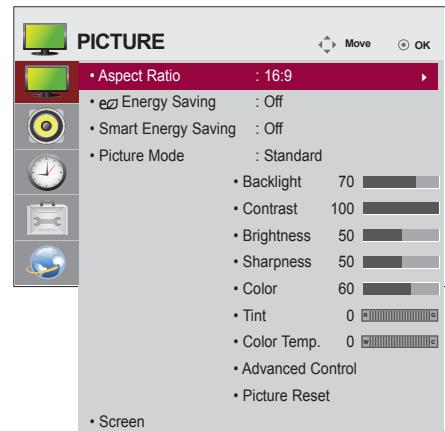 PICTURE Move OK
• Aspect Ratio : 16:9
• Energy Saving : Off
• Smart Energy Saving : Off
• Picture Mode : Standard
• Backlight 70
• Contrast 100
• Brightness 50
• Sharpness 50
• Color 60
• Tint 0 R G
• Color Temp. 0 W C
• Advanced Control
• Picture Reset
• Screen